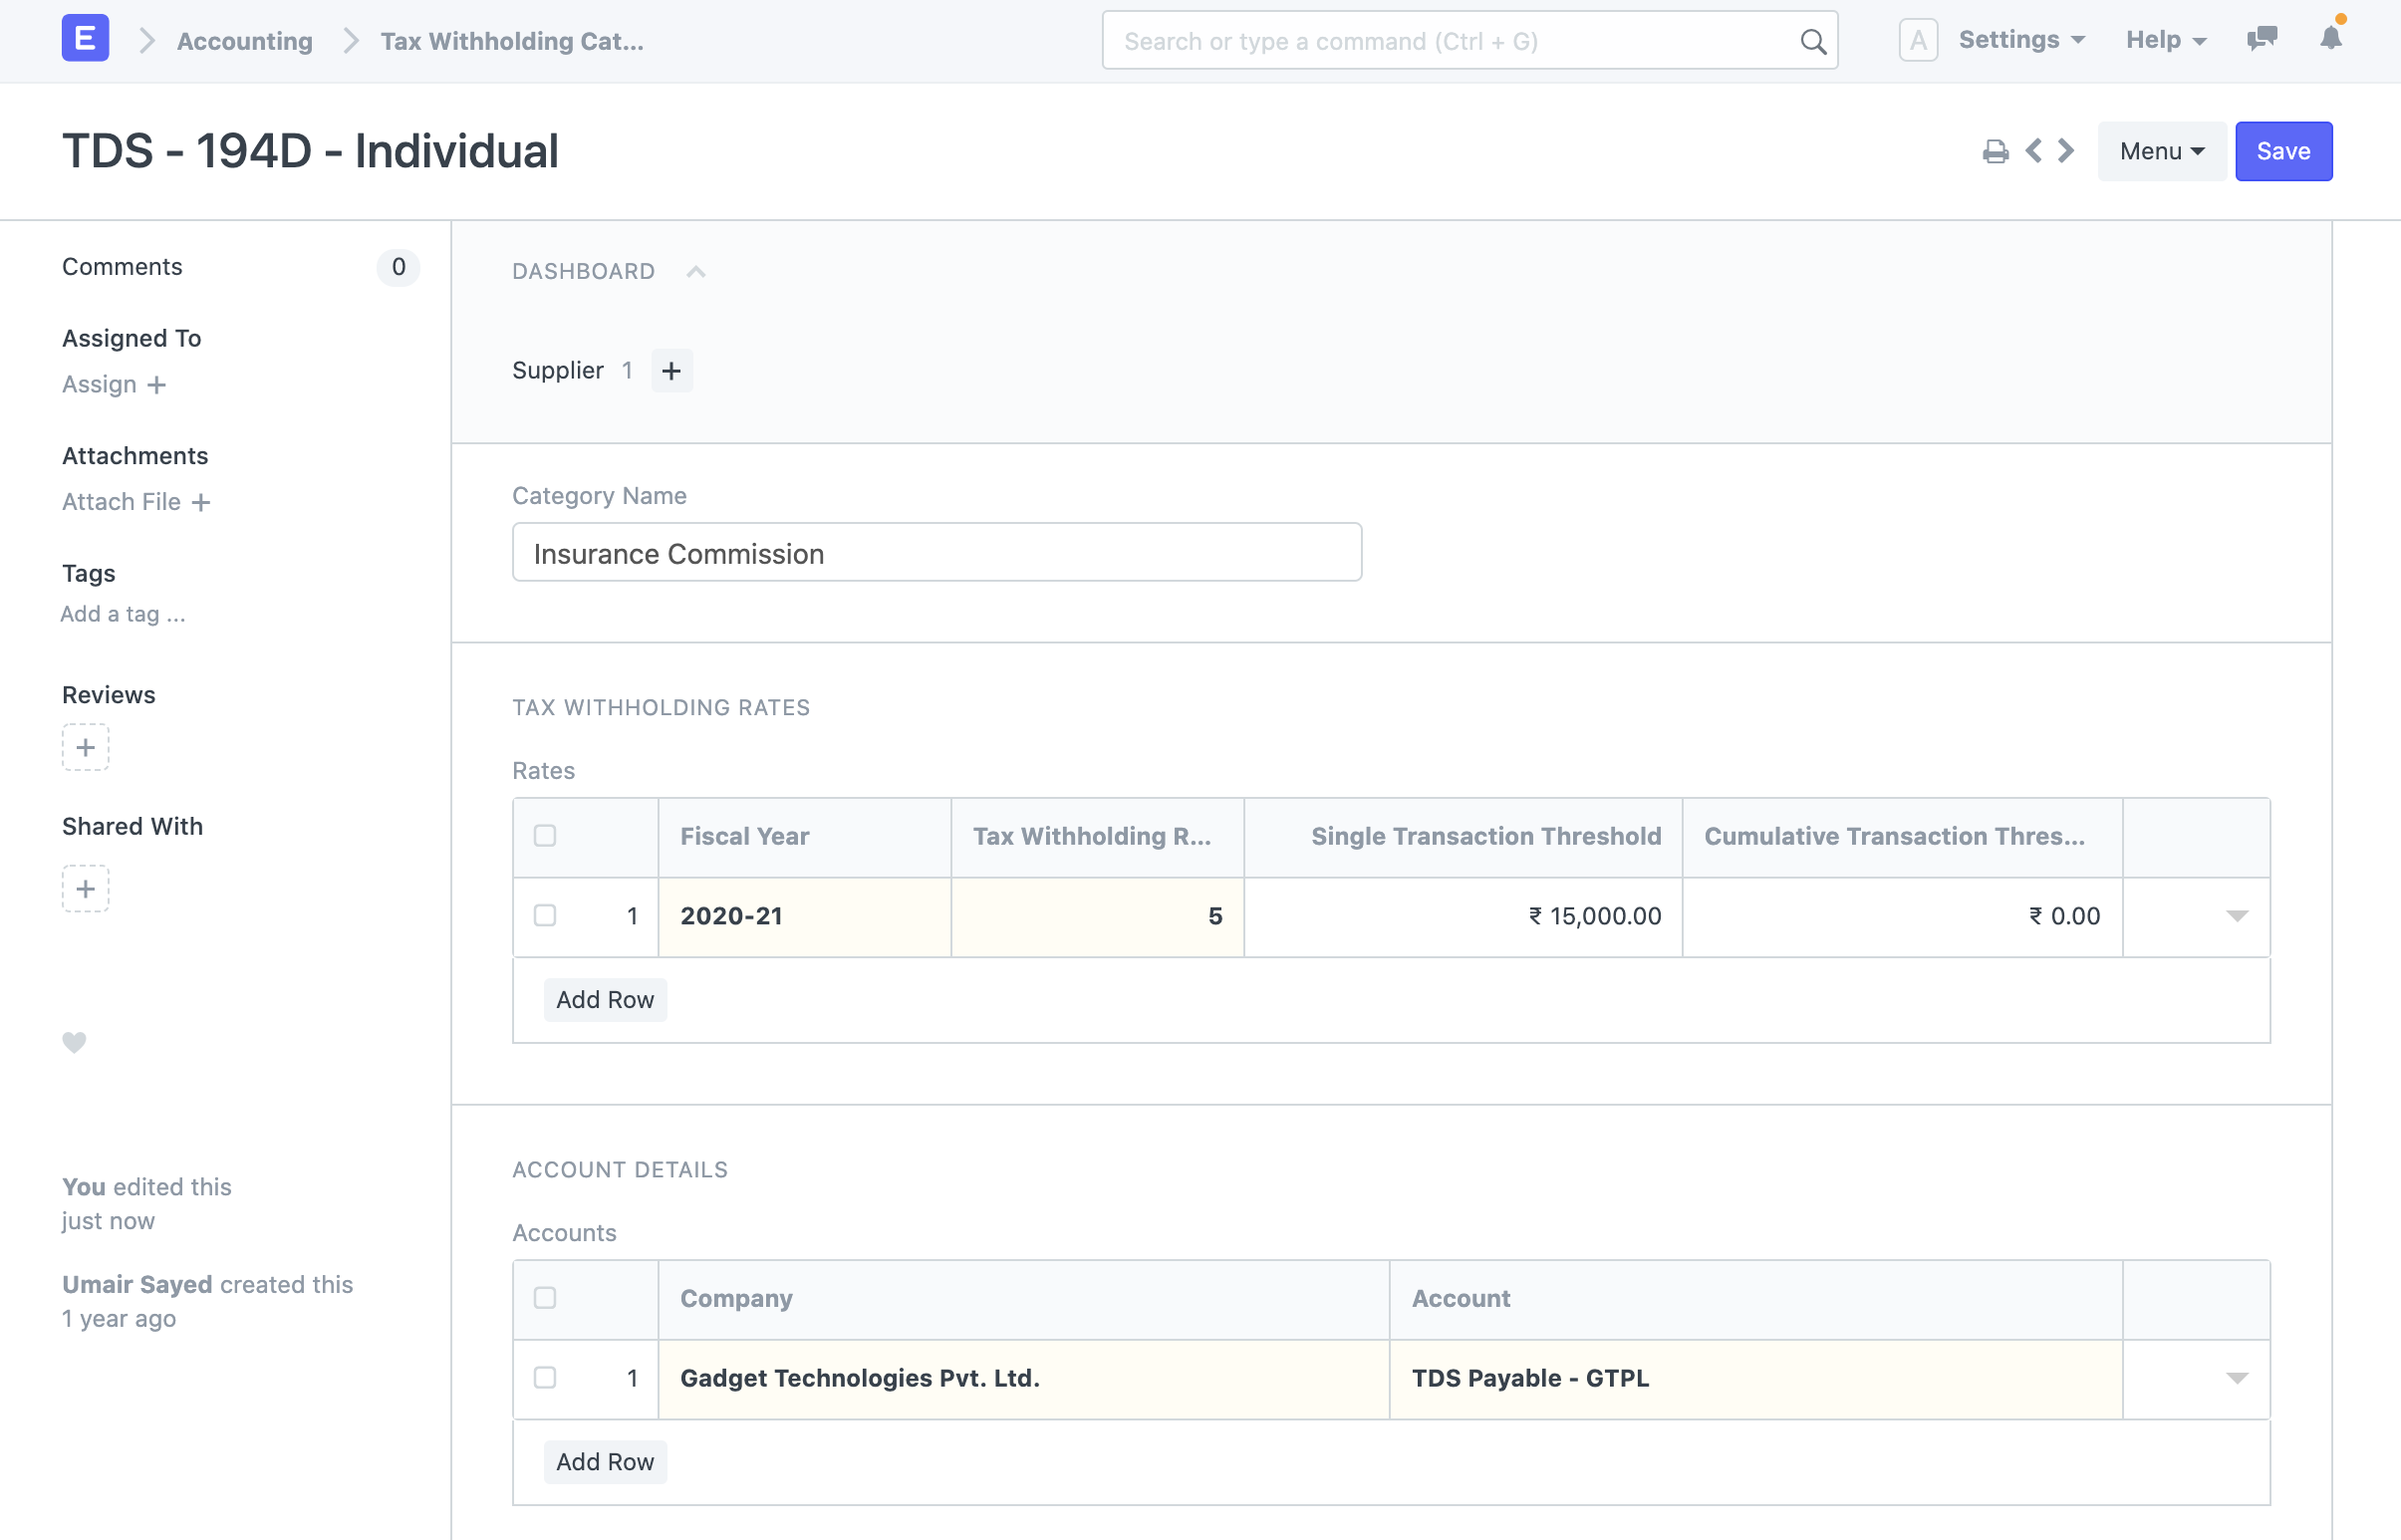 E
Accounting
Tax Withholding Cat...
Search or type a command (Ctrl + G)
A
Settings
Help
TDS - 194D - Individual
Menu
Save
Comments 0
Assigned To
Assign +
Attachments
Attach File +
Tags
Add a tag ...
Reviews
+
Shared With
+
You edited this
just now
Umair Sayed created this
1 year ago
DASHBOARD
Supplier 1 +
Category Name
Insurance Commission
TAX WITHHOLDING RATES
Rates
Fiscal Year Tax Withholding R... Single Transaction Threshold Cumulative Transaction Thres...
1 2020-21 5 ₹ 15,000.00 ₹ 0.00
Add Row
ACCOUNT DETAILS
Accounts
Company Account
1 Gadget Technologies Pvt. Ltd. TDS Payable - GTPL
Add Row